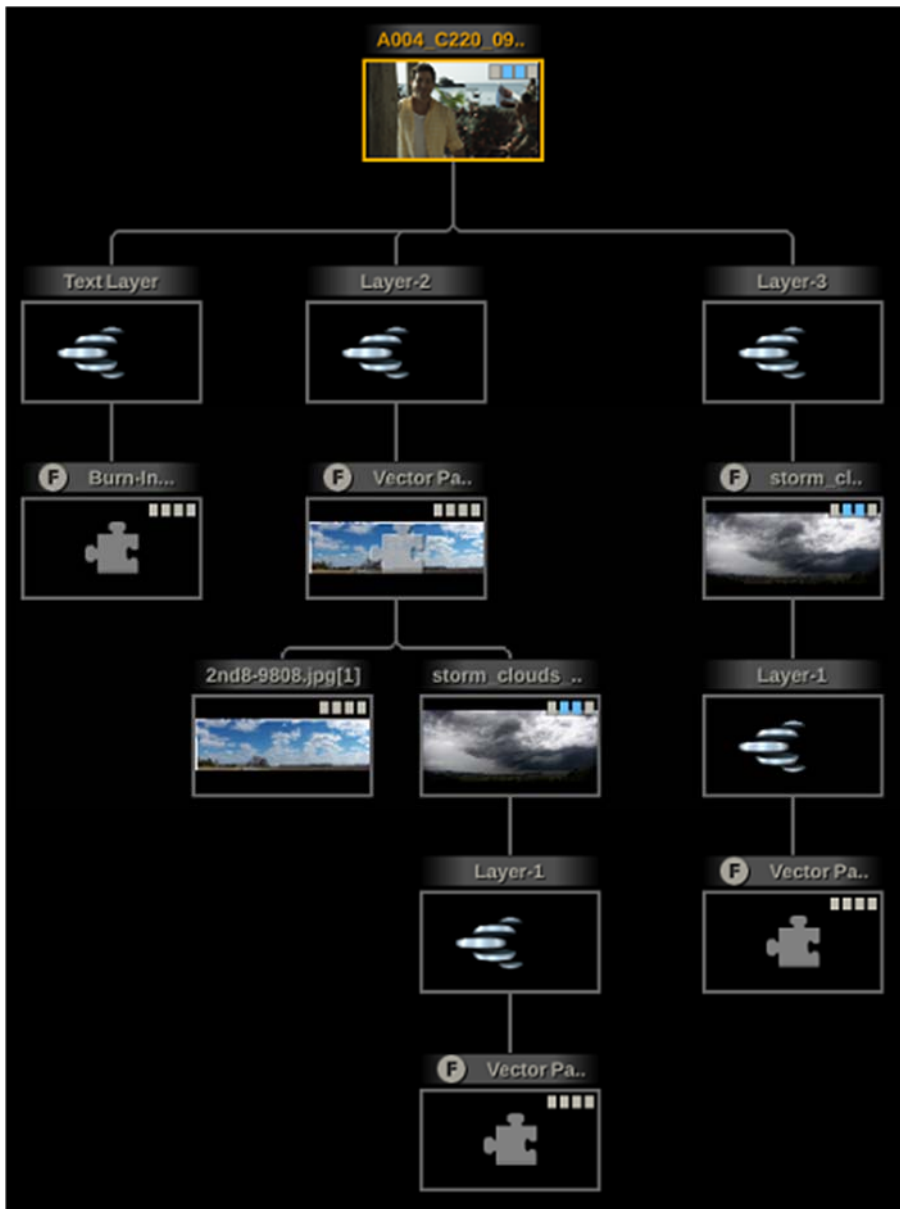 A004_C220_09..
Text Layer
Layer-2
Layer-3
F Burn-In...
F Vector Pa..
F storm_cl..
2nd8-9808.jpg[1]
storm_clouds_..
Layer-1
Layer-1
F Vector Pa..
F Vector Pa..